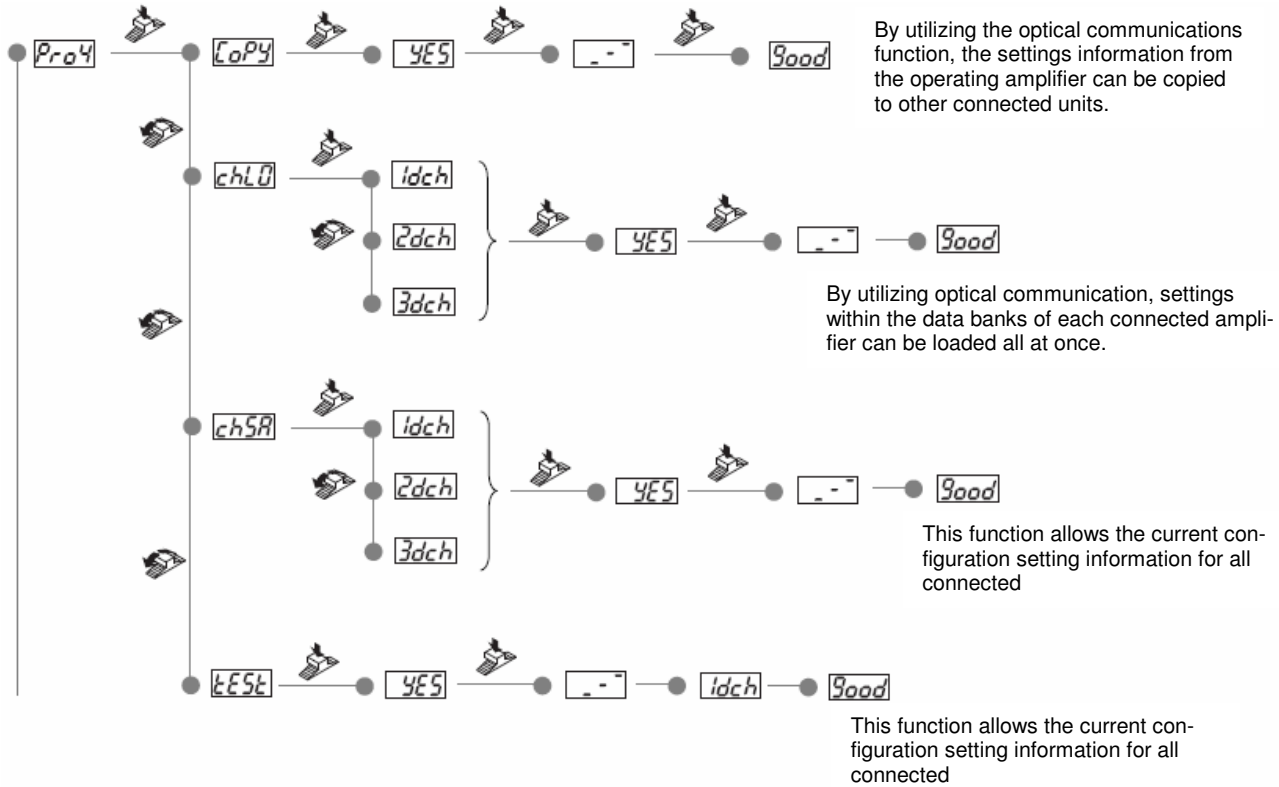 Pro4 CoPY YES _-¯ good
By utilizing the optical communications
function, the settings information from
the operating amplifier can be copied
to other connected units.
chLO 1dch
2dch YES _-¯ good
3dch
By utilizing optical communication, settings
within the data banks of each connected ampli-
fier can be loaded all at once.
chSA 1dch
2dch YES _-¯ good
3dch
This function allows the current con-
figuration setting information for all
connected
tESt YES _-¯ 1dch good
This function allows the current con-
figuration setting information for all
connected